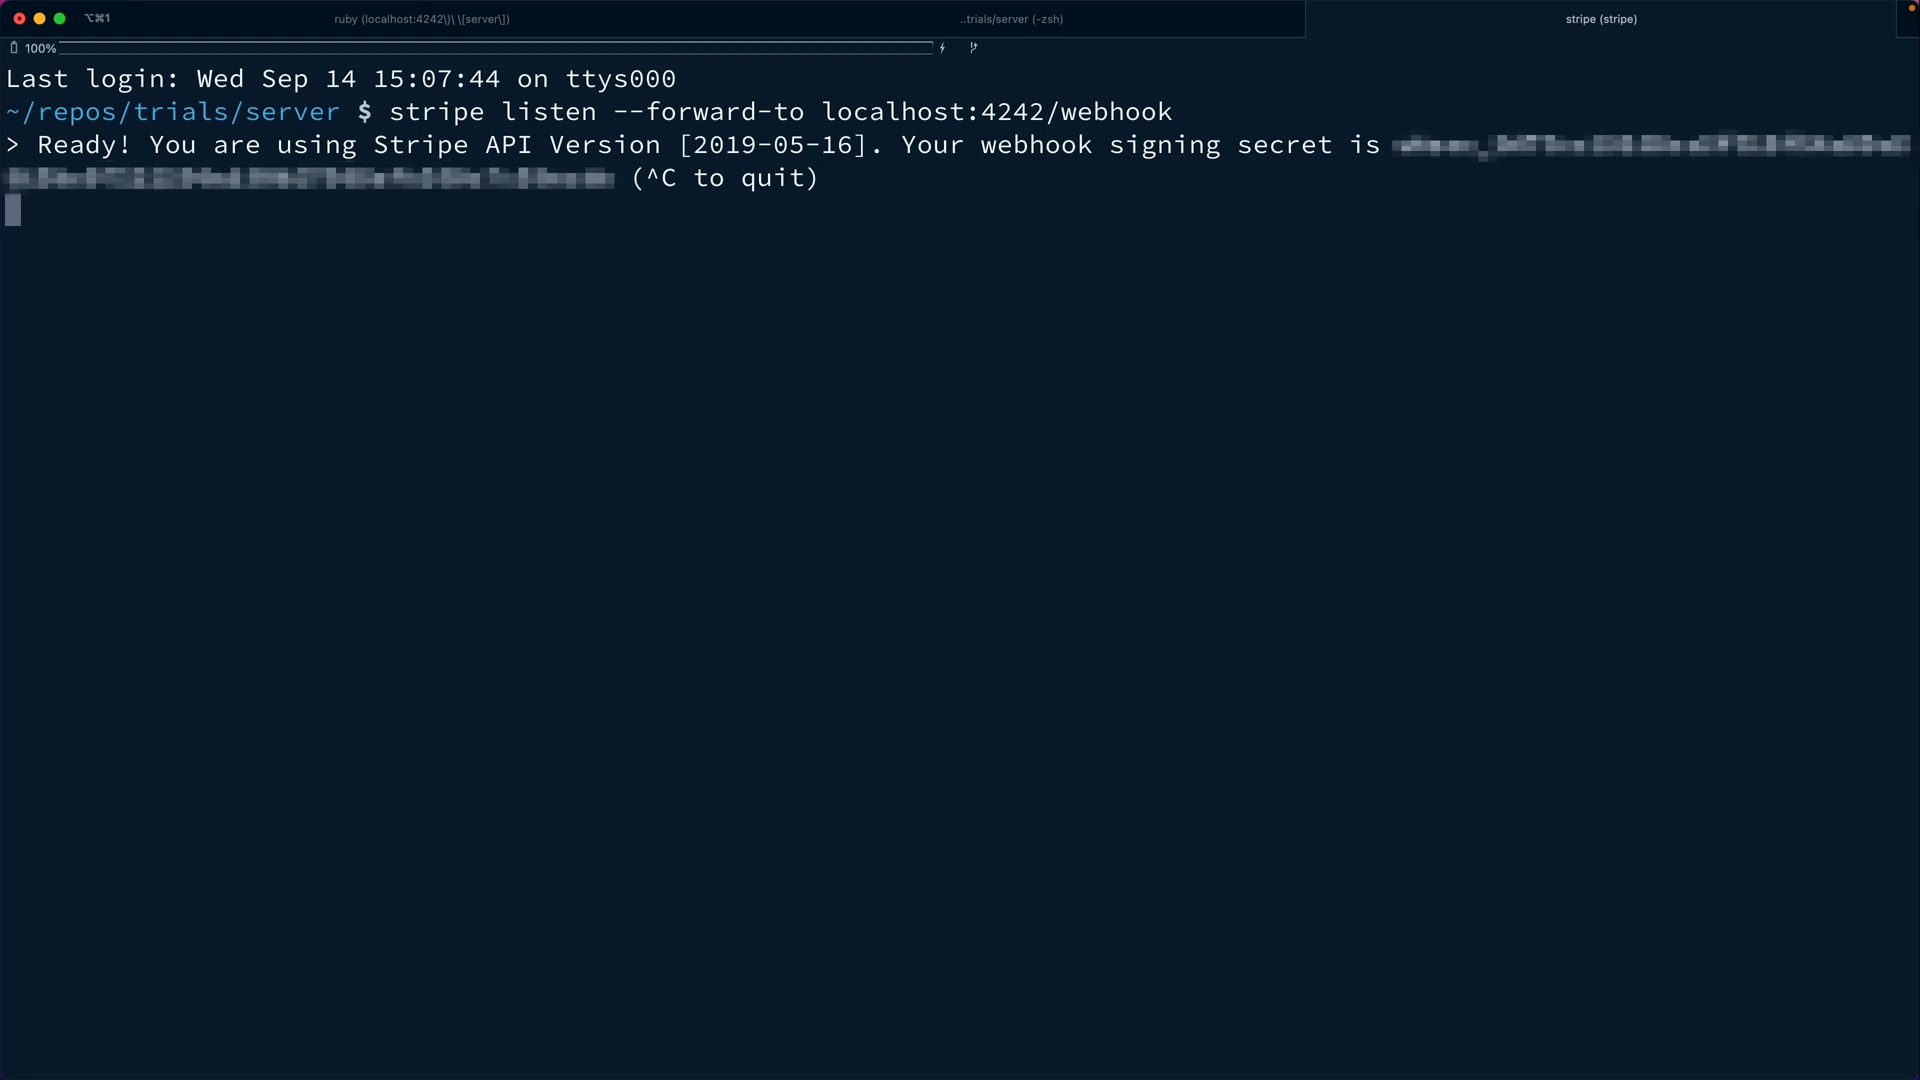 ⌥⌘1 ruby (localhost:4242\)\ \[server\]) ..trials/server (-zsh) stripe (stripe)
100%
Last login: Wed Sep 14 15:07:44 on ttys000
~/repos/trials/server $ stripe listen --forward-to localhost:4242/webhook
> Ready! You are using Stripe API Version [2019-05-16]. Your webhook signing secret is
(^C to quit)